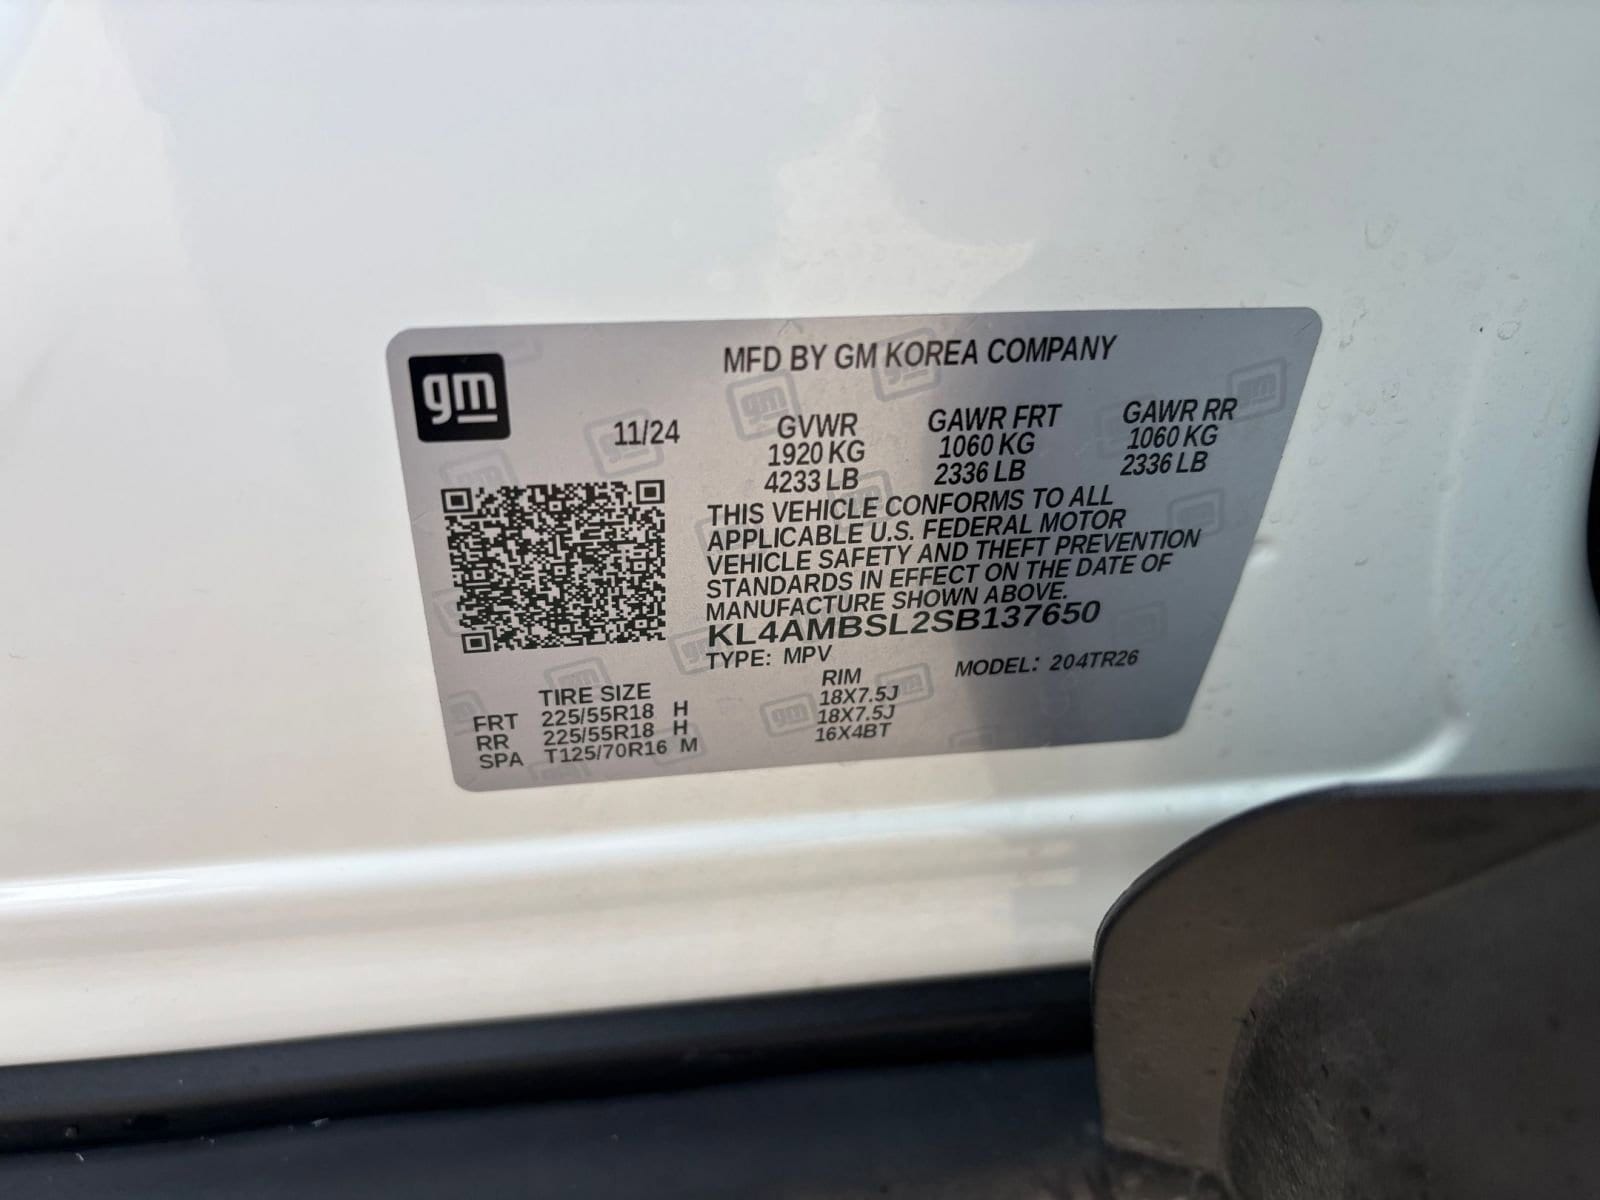 gm
MFD BY GM KOREA COMPANY
11/24
GVWR GAWR FRT GAWR RR
1920 KG 1060 KG 1060 KG
4233 LB 2336 LB 2336 LB
THIS VEHICLE CONFORMS TO ALL
APPLICABLE U.S. FEDERAL MOTOR
VEHICLE SAFETY AND THEFT PREVENTION
STANDARDS IN EFFECT ON THE DATE OF
MANUFACTURE SHOWN ABOVE.
KL4AMBSL2SB137650
TYPE: MPV MODEL: 204TR26
TIRE SIZE RIM
FRT 225/55R18 H 18X7.5J
RR 225/55R18 H 18X7.5J
SPA T125/70R16 M 16X4BT